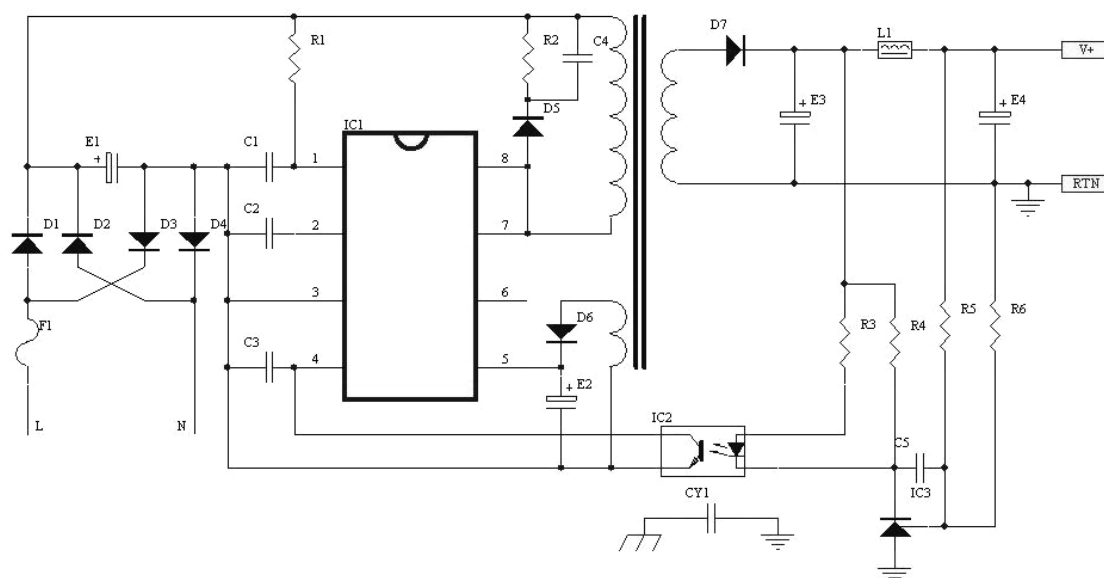 D7
L1
V+
R1
R2
C4
E3
E4
D5
E1
C1
IC1
1
8
RTN
D1
D2
D3
D4
C2
2
7
3
6
F1
D6
R3
R4
R5
R6
C3
4
5
E2
L
N
IC2
C5
IC3
CY1